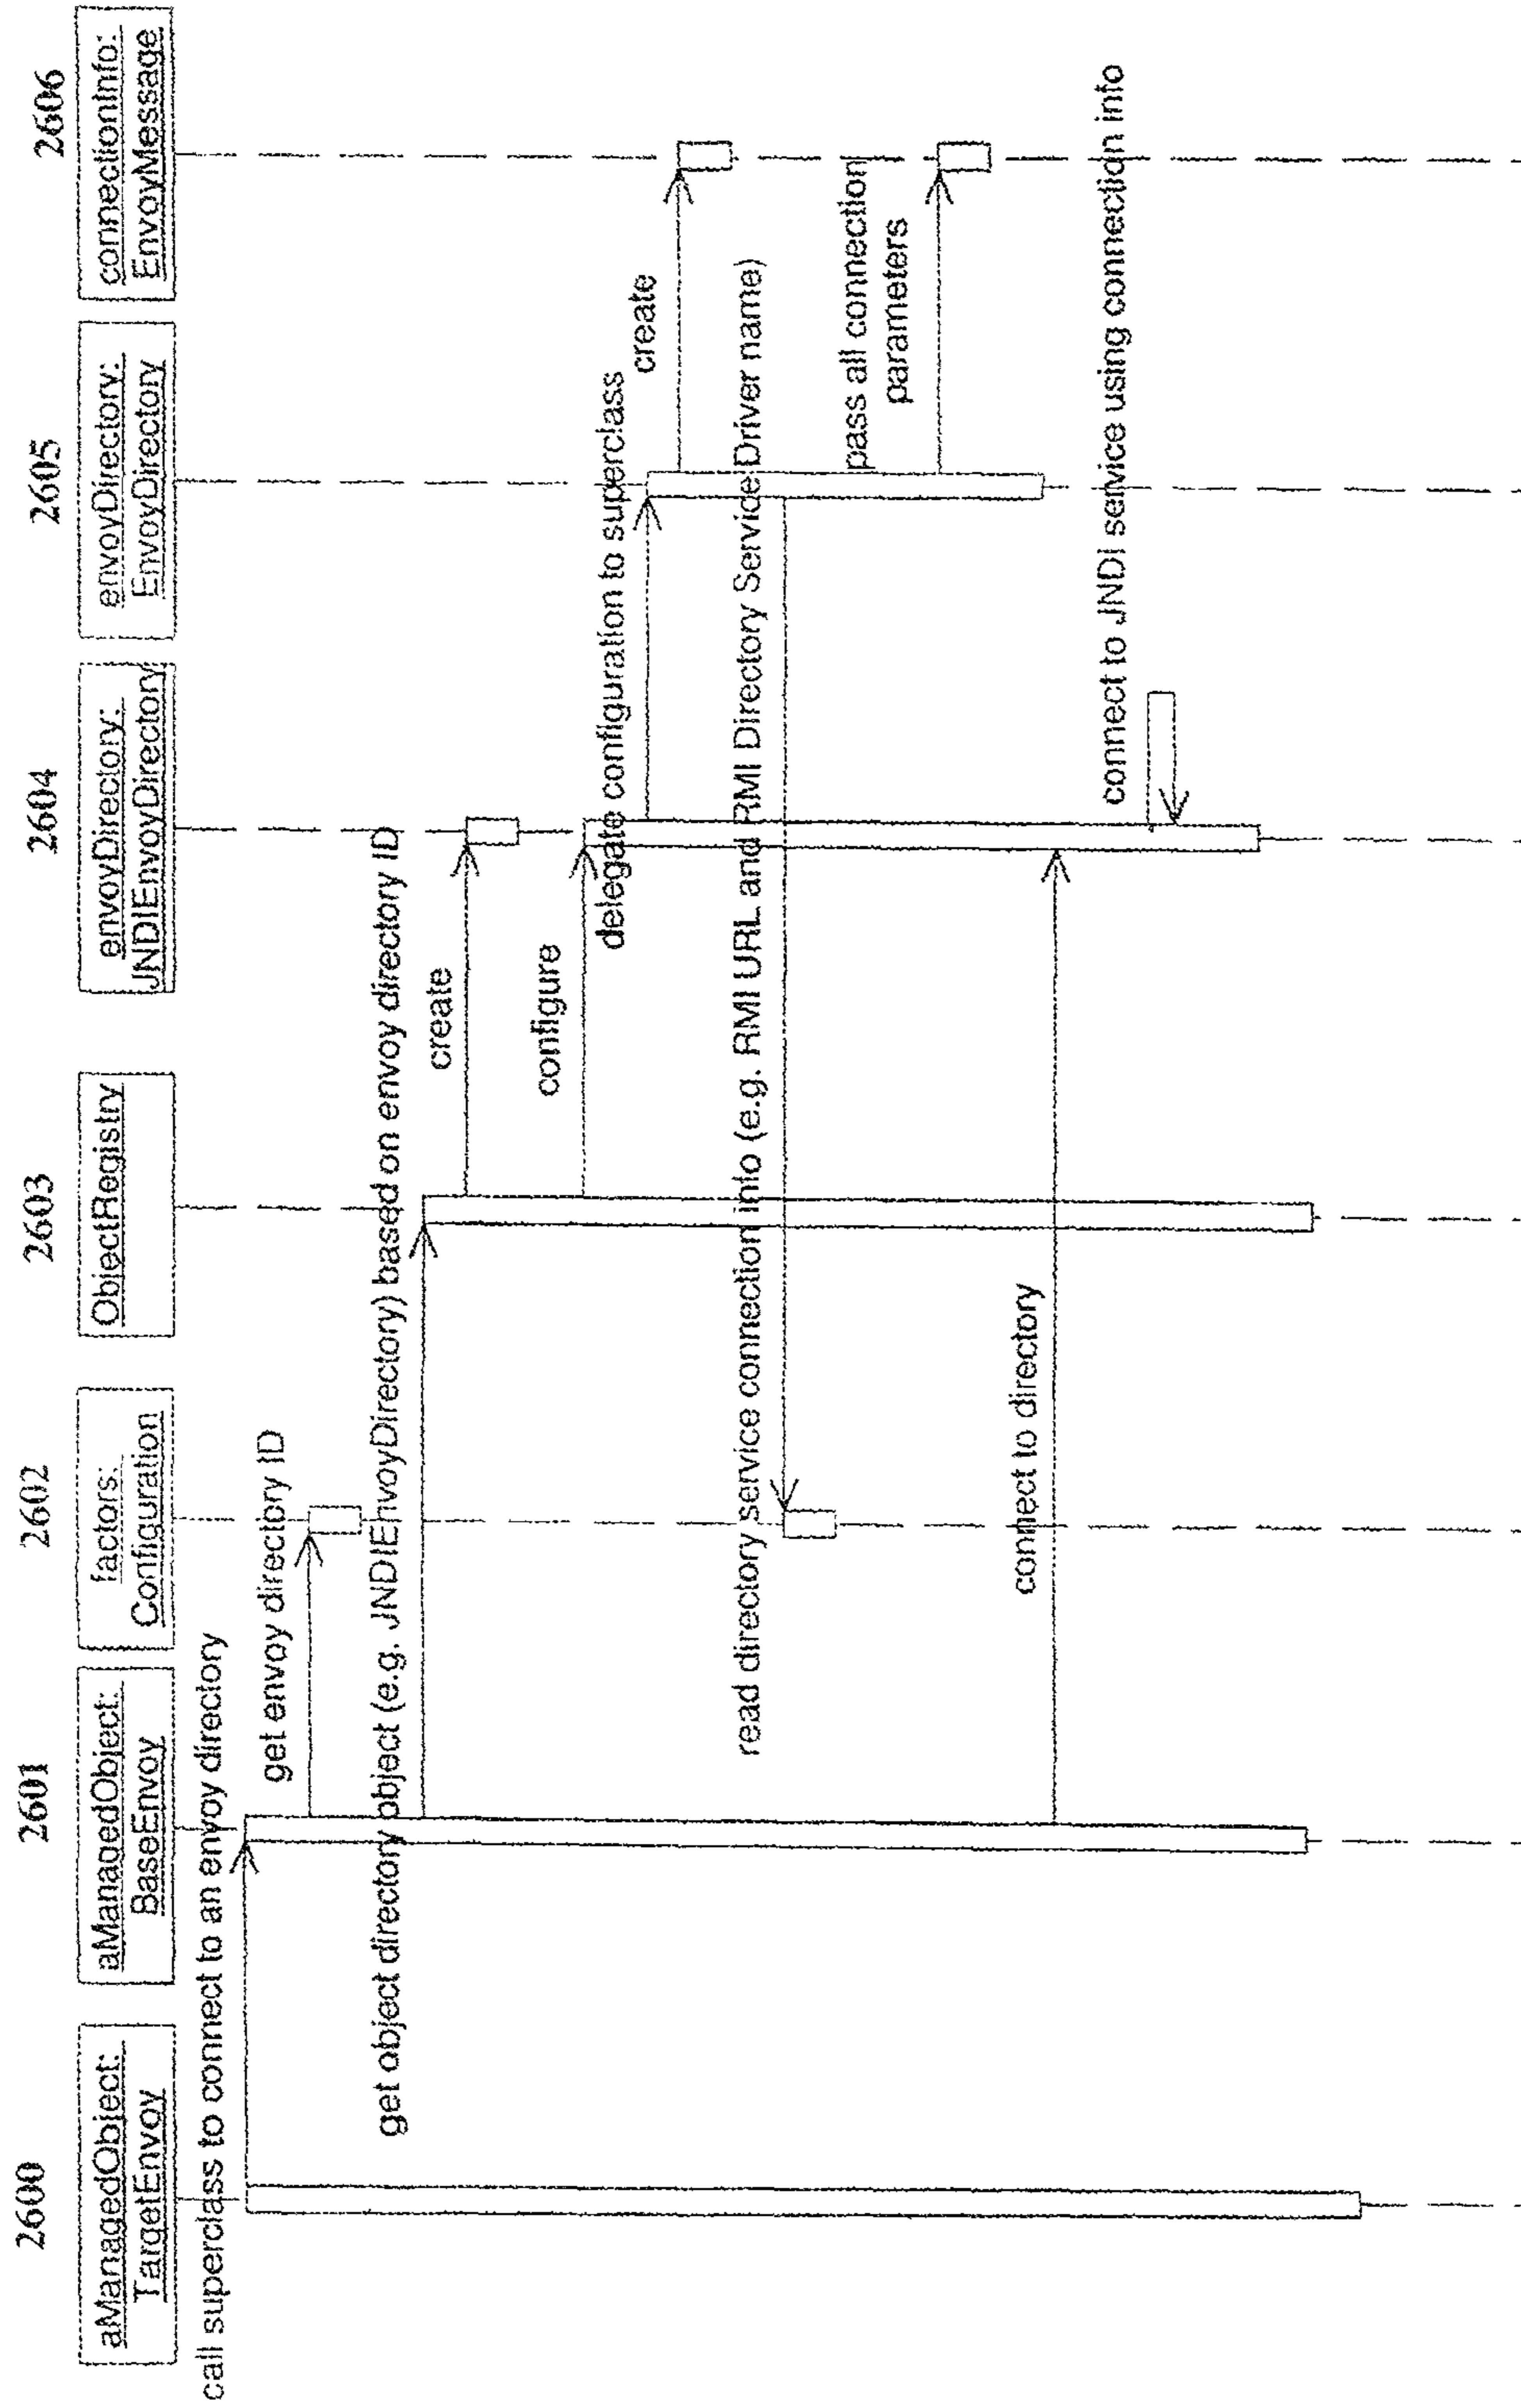 2600
2601
2602
2603
2604
2605
2606
aManagedObject:
TargetEnvoy
aManagedObject:
BaseEnvoy
factors:
Configuration
ObjectRegistry
envoyDirectory:
JNDIEnvoyDirectory
envoyDirectory:
EnvoyDirectory
connectionInfo:
EnvoyMessage
call superclass to connect to an envoy directory
get envoy directory ID
get object directory object (e.g. JNDIEnvoyDirectory) based on envoy directory ID
create
configure
delegate configuration to superclass
create
read directory service connection info (e.g. RMI URL and RMI Directory Service Driver name)
pass all connection
parameters
connect to directory
connect to JNDI service using connection info